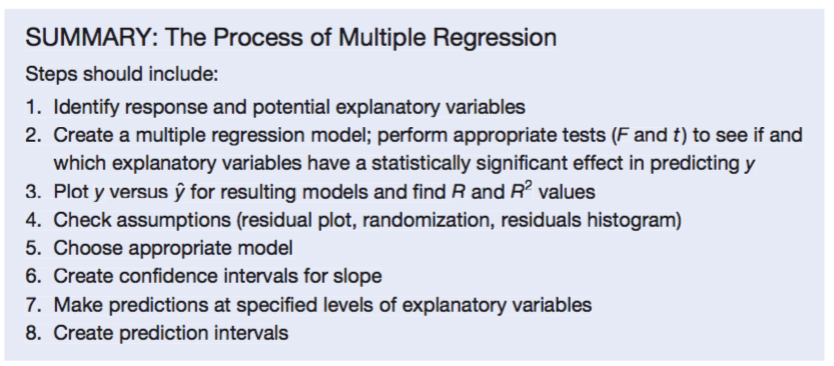 SUMMARY: The Process of Multiple Regression
Steps should include:
1. Identify response and potential explanatory variables
2. Create a multiple regression model; perform appropriate tests (F and t) to see if and
which explanatory variables have a statistically significant effect in predicting y
3. Plot y versus ŷ for resulting models and find R and R² values
4. Check assumptions (residual plot, randomization, residuals histogram)
5. Choose appropriate model
6. Create confidence intervals for slope
7. Make predictions at specified levels of explanatory variables
8. Create prediction intervals